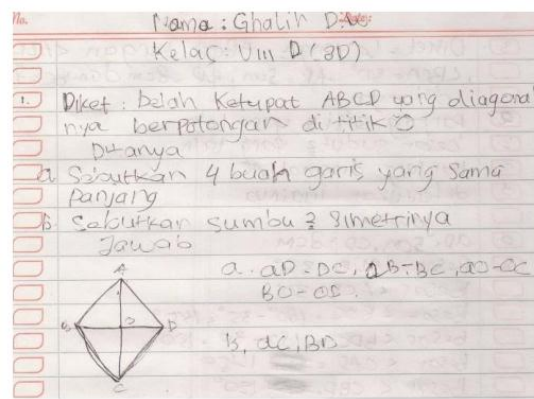 No.
Nama : Ghalih D.
Kelas : VIII D (8D)
1. Diket : Belah Ketupat ABCD yang diagonal
nya berpotongan di titik O
Ditanya
a. Sebutkan 4 buah garis yang sama
panjang
b. Sebutkan sumbu 2 simetrinya
Jawab
a. AD = DC, AB = BC, AO = OC
BO = OD.
b. AC, BD
A
B
O
D
C